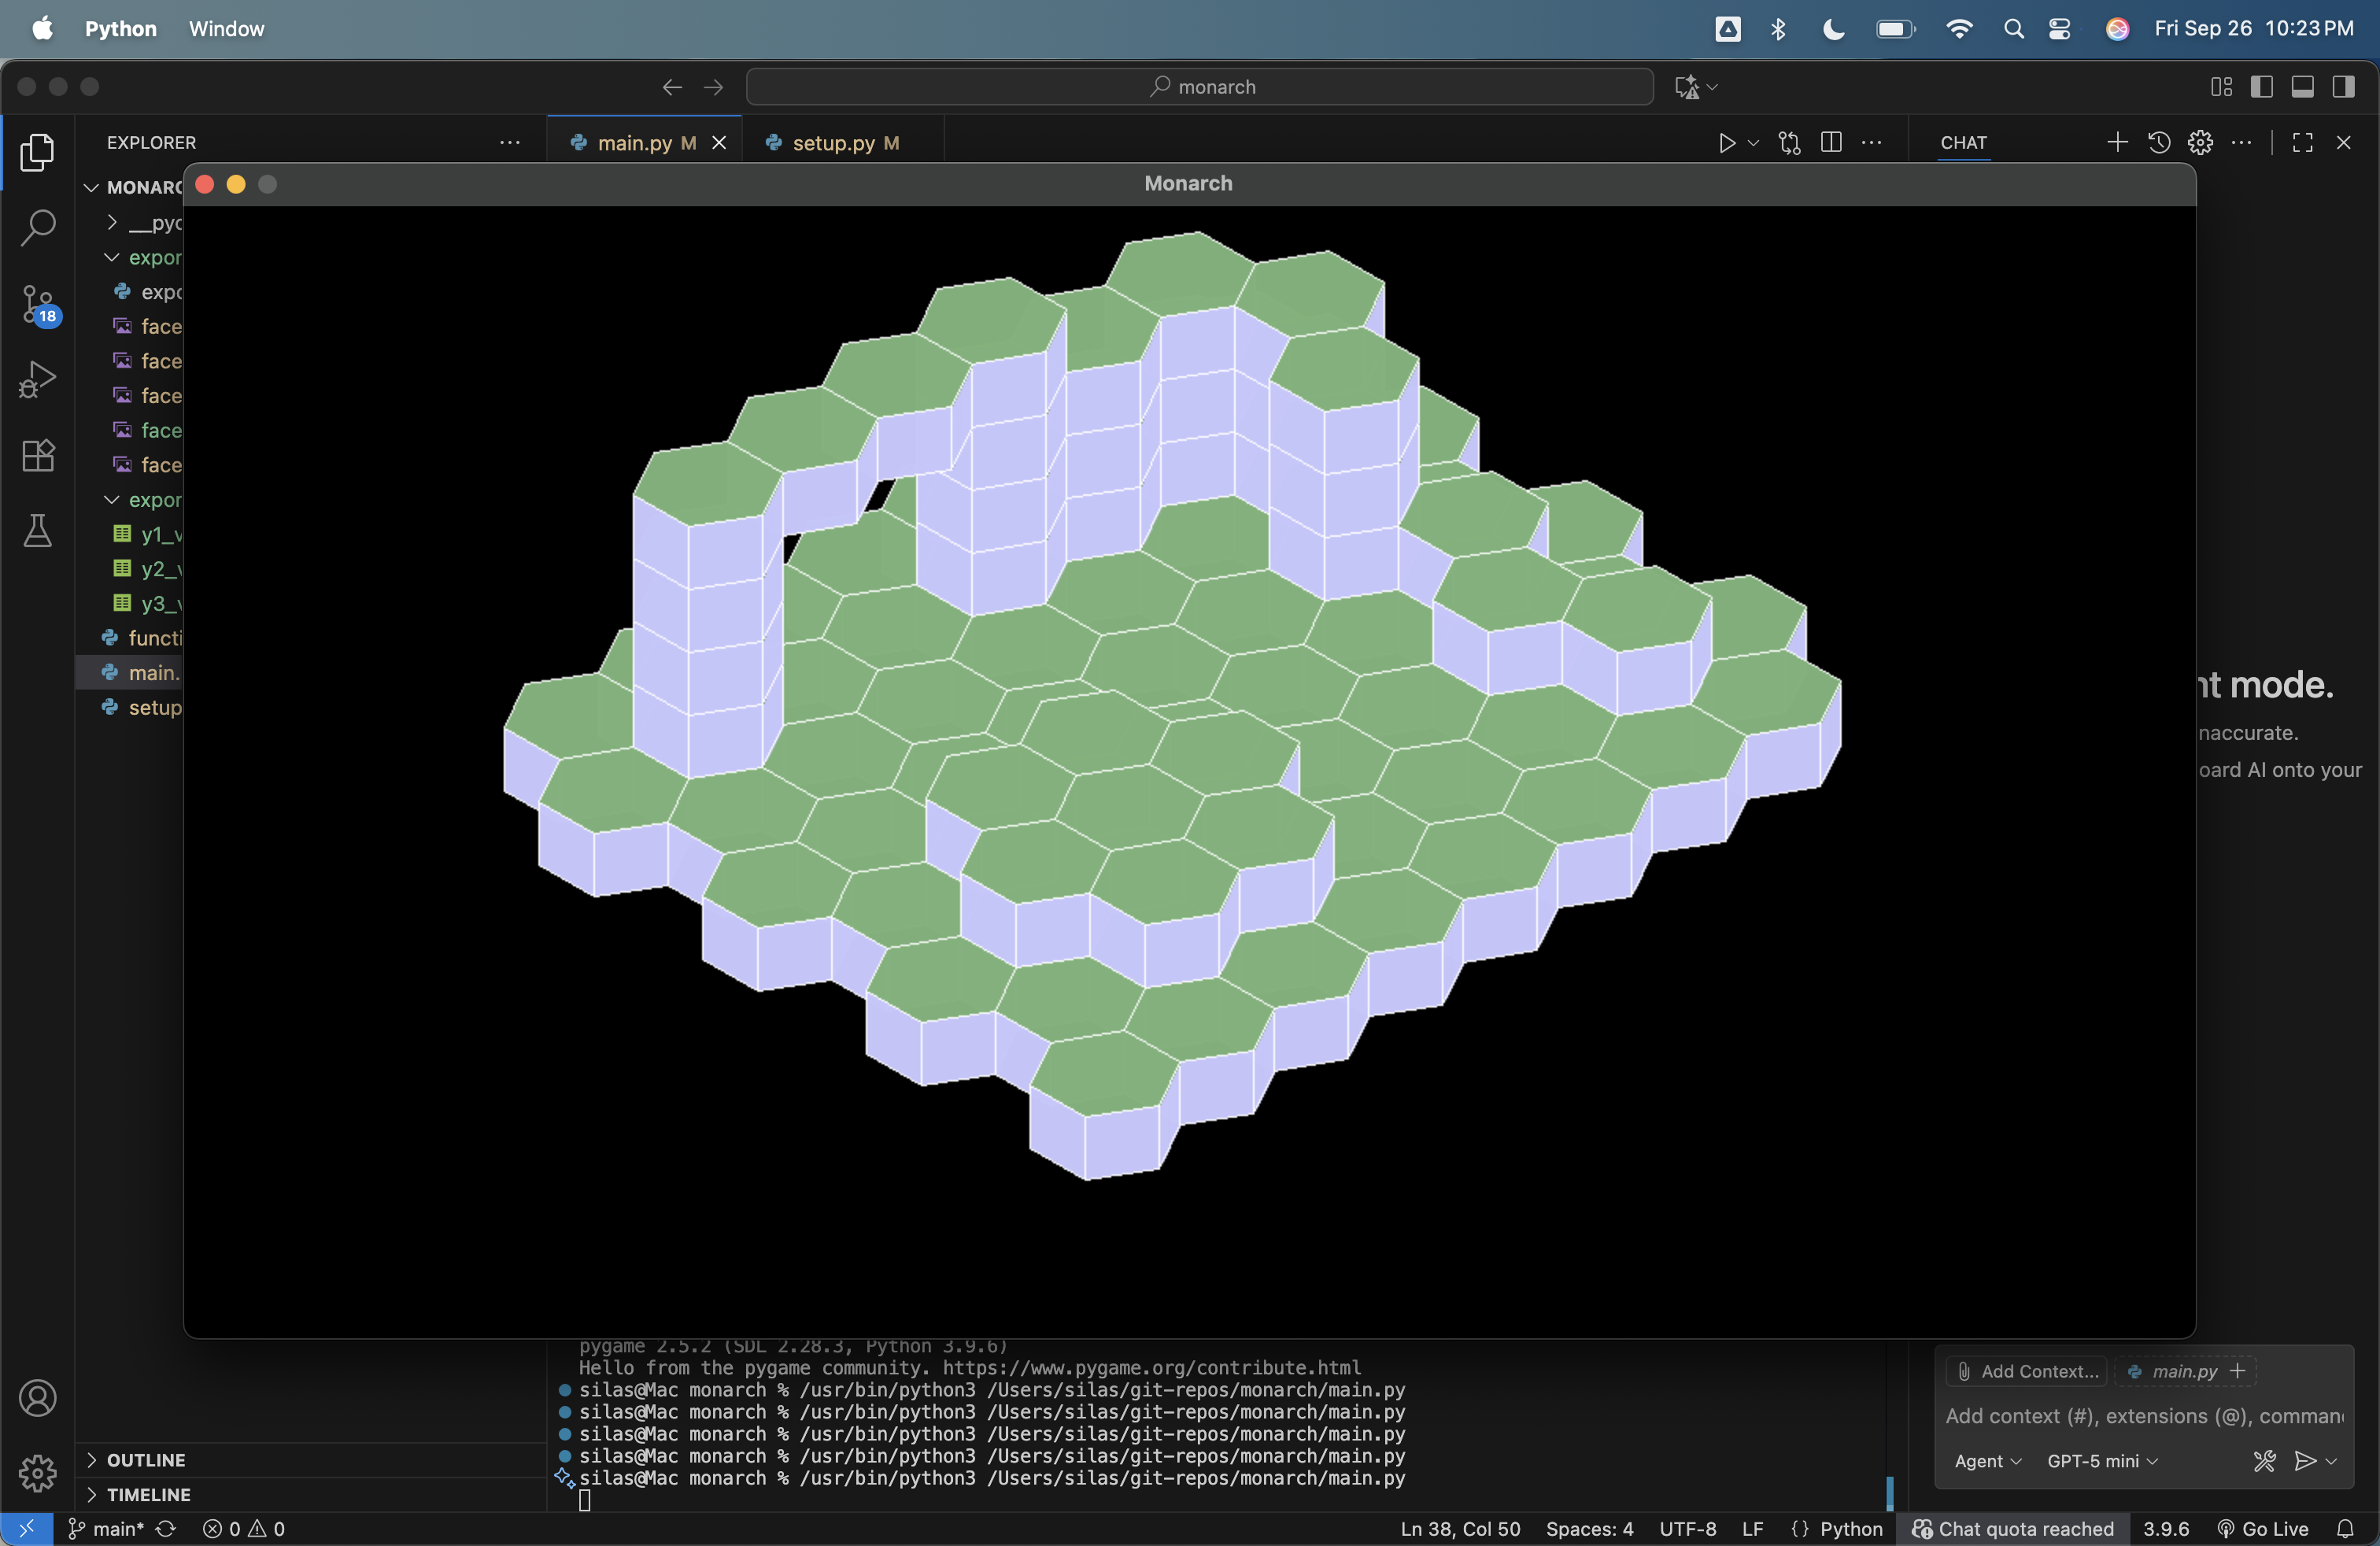 Python Window Fri Sep 26 10:23 PM
monarch
EXPLORER
main.py M
setup.py M
CHAT
MONARC
Monarch
__pyc
expor
expo
face
face
face
face
face
expor
y1_v
y2_v
y3_v
functi
main.
setup
18
nt mode.
naccurate.
oard AI onto your
pygame 2.5.2 (SDL 2.28.3, Python 3.9.6)
Hello from the pygame community. https://www.pygame.org/contribute.html
silas@Mac monarch % /usr/bin/python3 /Users/silas/git-repos/monarch/main.py
silas@Mac monarch % /usr/bin/python3 /Users/silas/git-repos/monarch/main.py
silas@Mac monarch % /usr/bin/python3 /Users/silas/git-repos/monarch/main.py
silas@Mac monarch % /usr/bin/python3 /Users/silas/git-repos/monarch/main.py
silas@Mac monarch % /usr/bin/python3 /Users/silas/git-repos/monarch/main.py
Add Context... main.py +
Add context (#), extensions (@), comman
Agent GPT-5 mini
OUTLINE
TIMELINE
main* 0 0 Ln 38, Col 50 Spaces: 4 UTF-8 LF {} Python Chat quota reached 3.9.6 Go Live